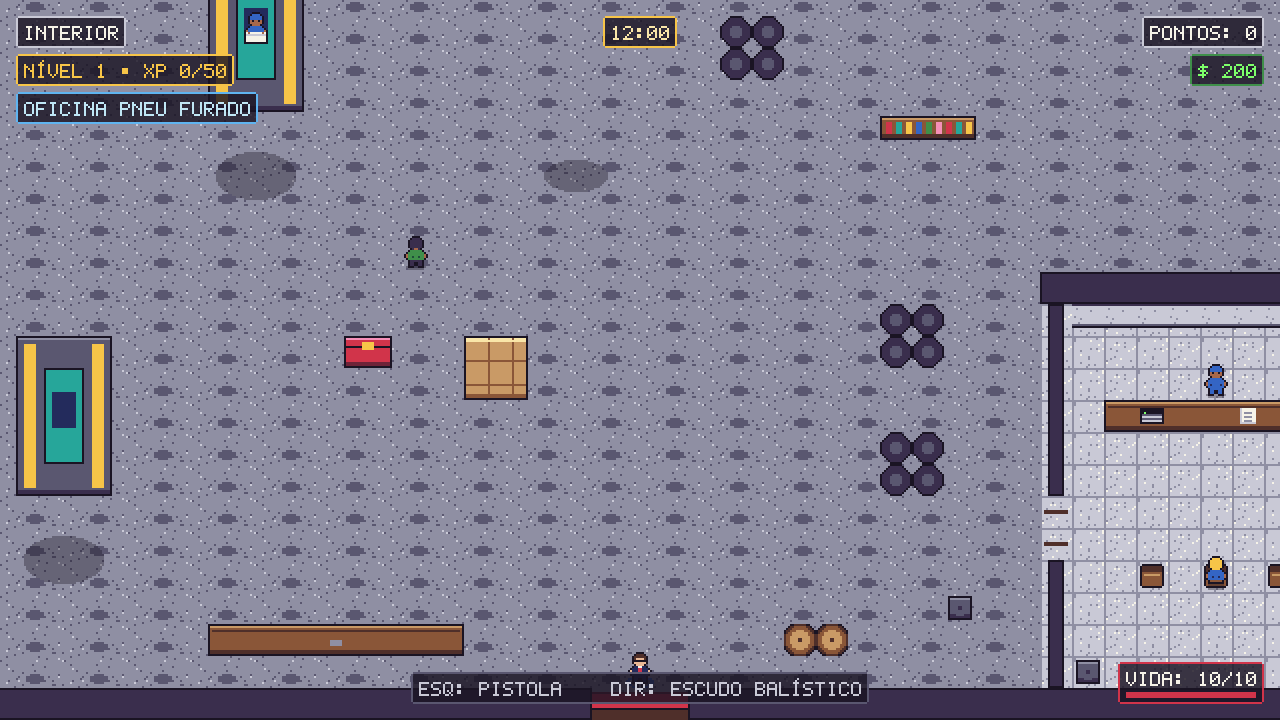 INTERIOR
12:00
PONTOS: 0
NÍVEL 1 ▪ XP 0/50
$ 200
OFICINA PNEU FURADO
ESQ: PISTOLA DIR: ESCUDO BALÍSTICO
VIDA: 10/10